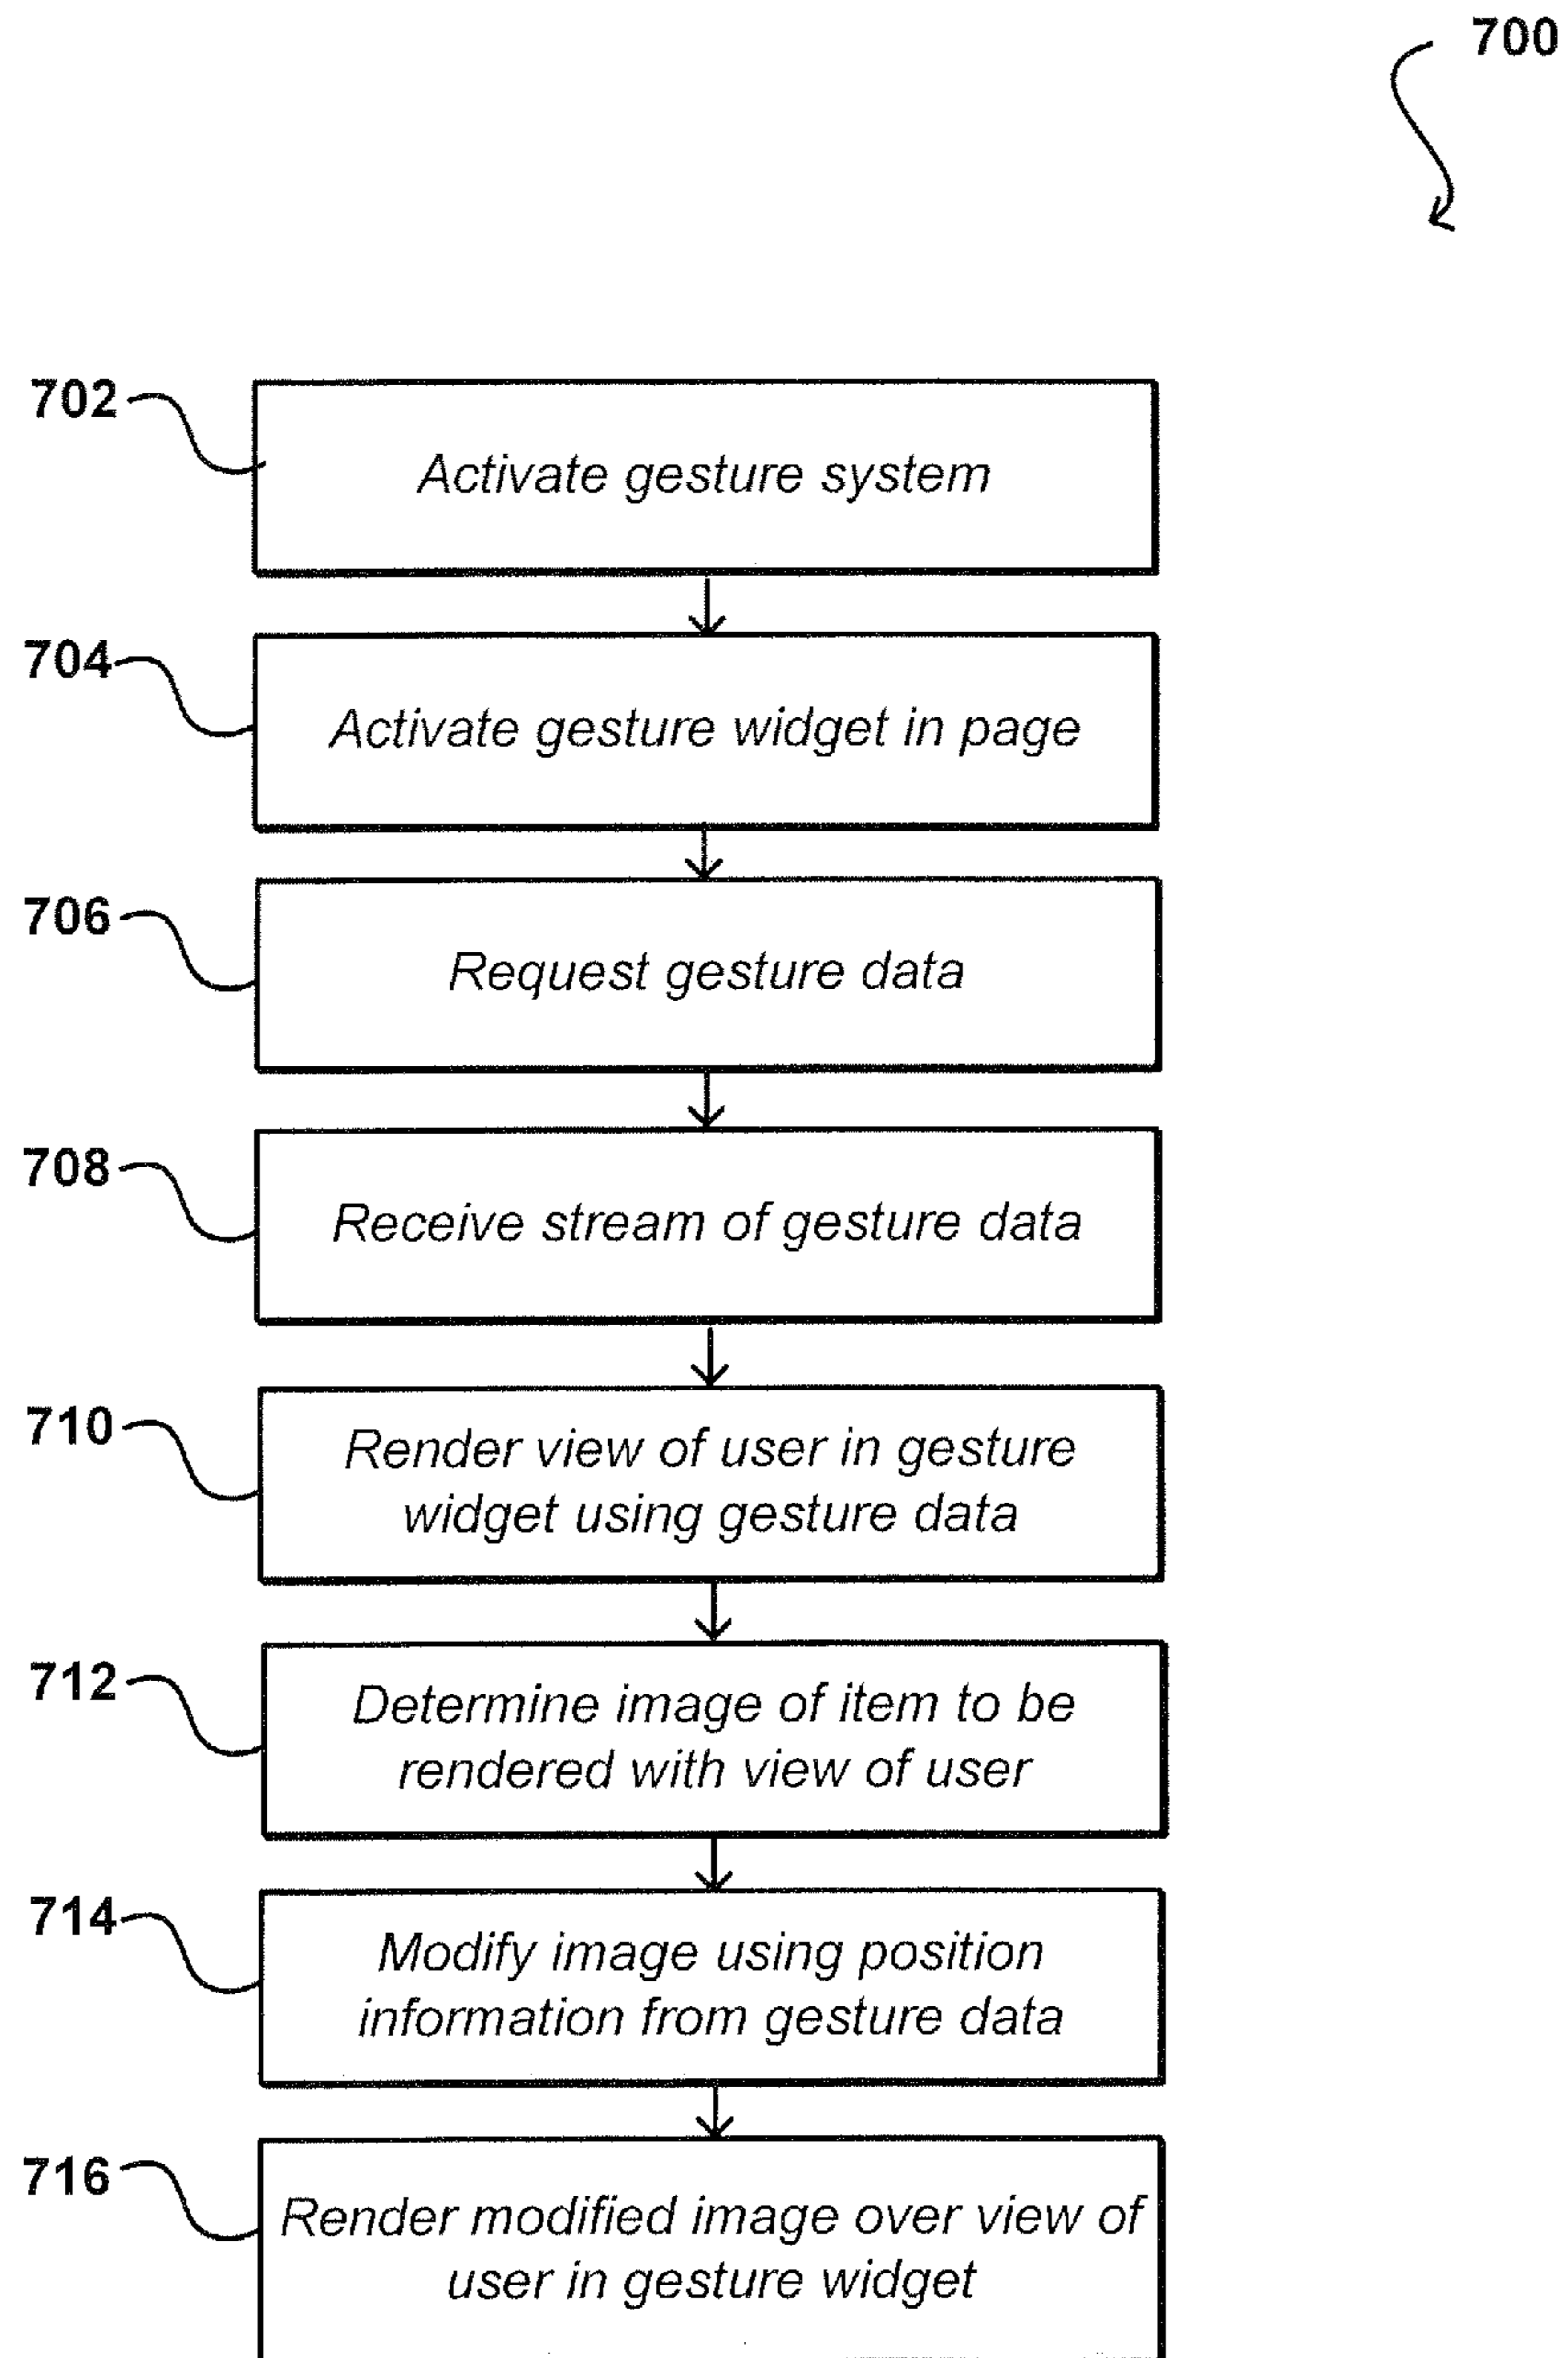 700
702
Activate gesture system
704
Activate gesture widget in page
706
Request gesture data
708
Receive stream of gesture data
710
Render view of user in gesture
widget using gesture data
712
Determine image of item to be
rendered with view of user
714
Modify image using position
information from gesture data
716
Render modified image over view of
user in gesture widget